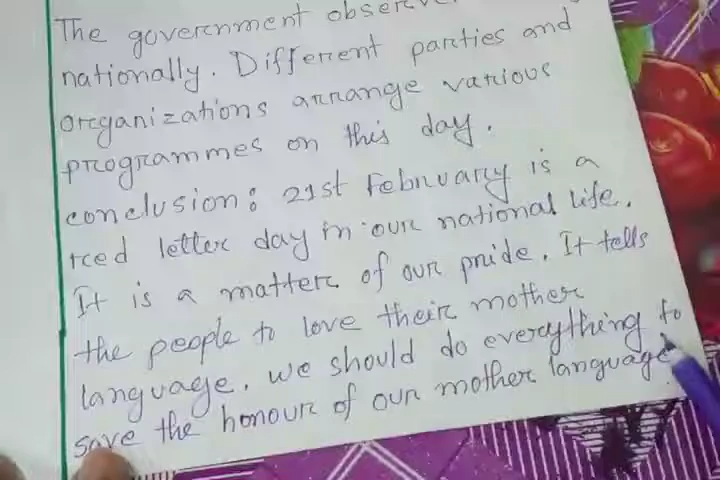 The government observe
nationally. Different parties and
organizations arrange various
programmes on this day.
conclusion: 21st February is a
red letter day in our national life.
It is a matter of our pride. It tells
the people to love their mother
language. we should do everything to
save the honour of our mother language